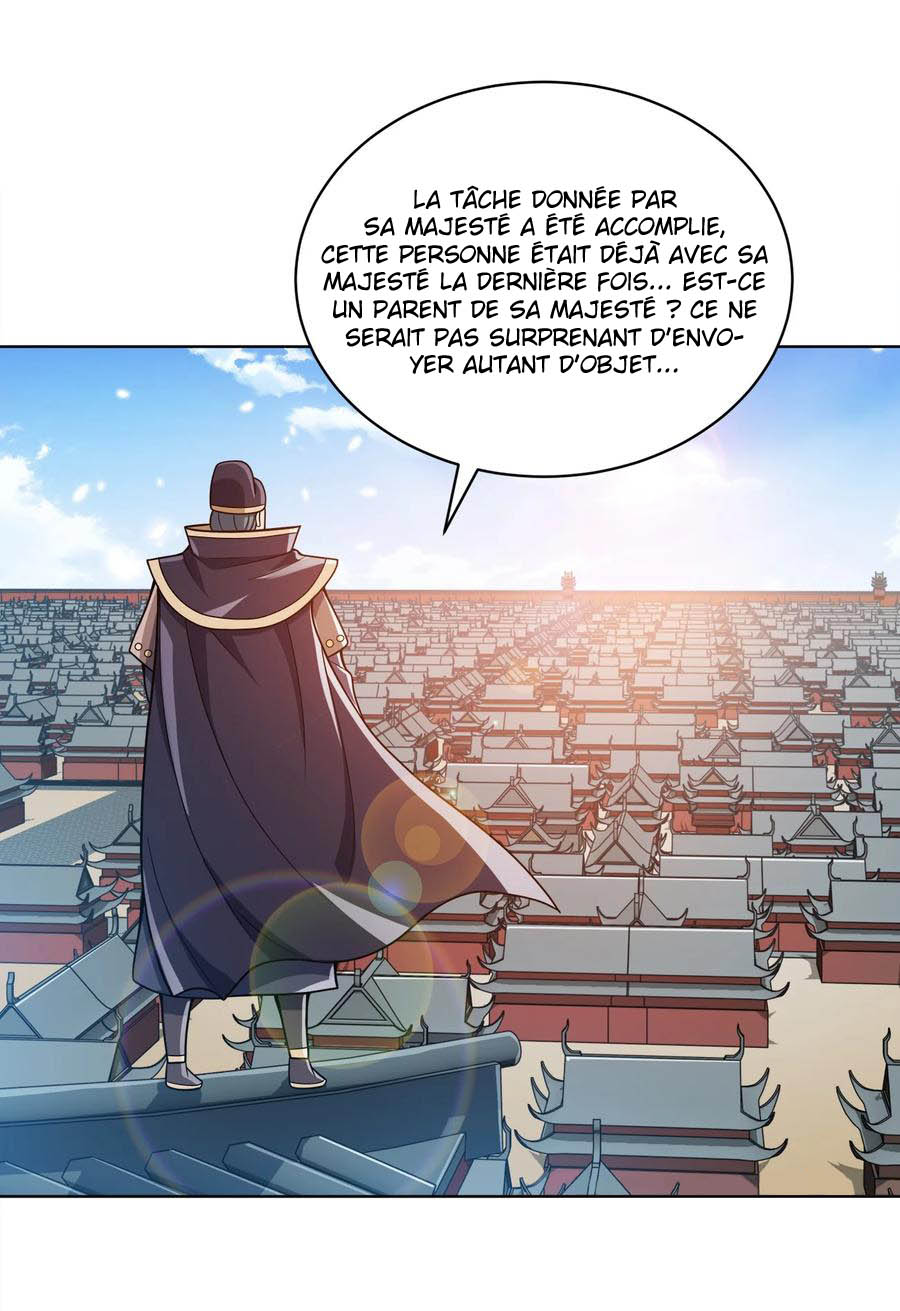 LA TÂCHE DONNÉE PAR
SA MAJESTÉ A ÉTÉ ACCOMPLIE,
CETTE PERSONNE ÉTAIT DÉJÀ AVEC SA
MAJESTÉ LA DERNIÈRE FOIS... EST-CE
UN PARENT DE SA MAJESTÉ ? CE NE
SERAIT PAS SURPRENANT D'ENVO-
YER AUTANT D'OBJET...